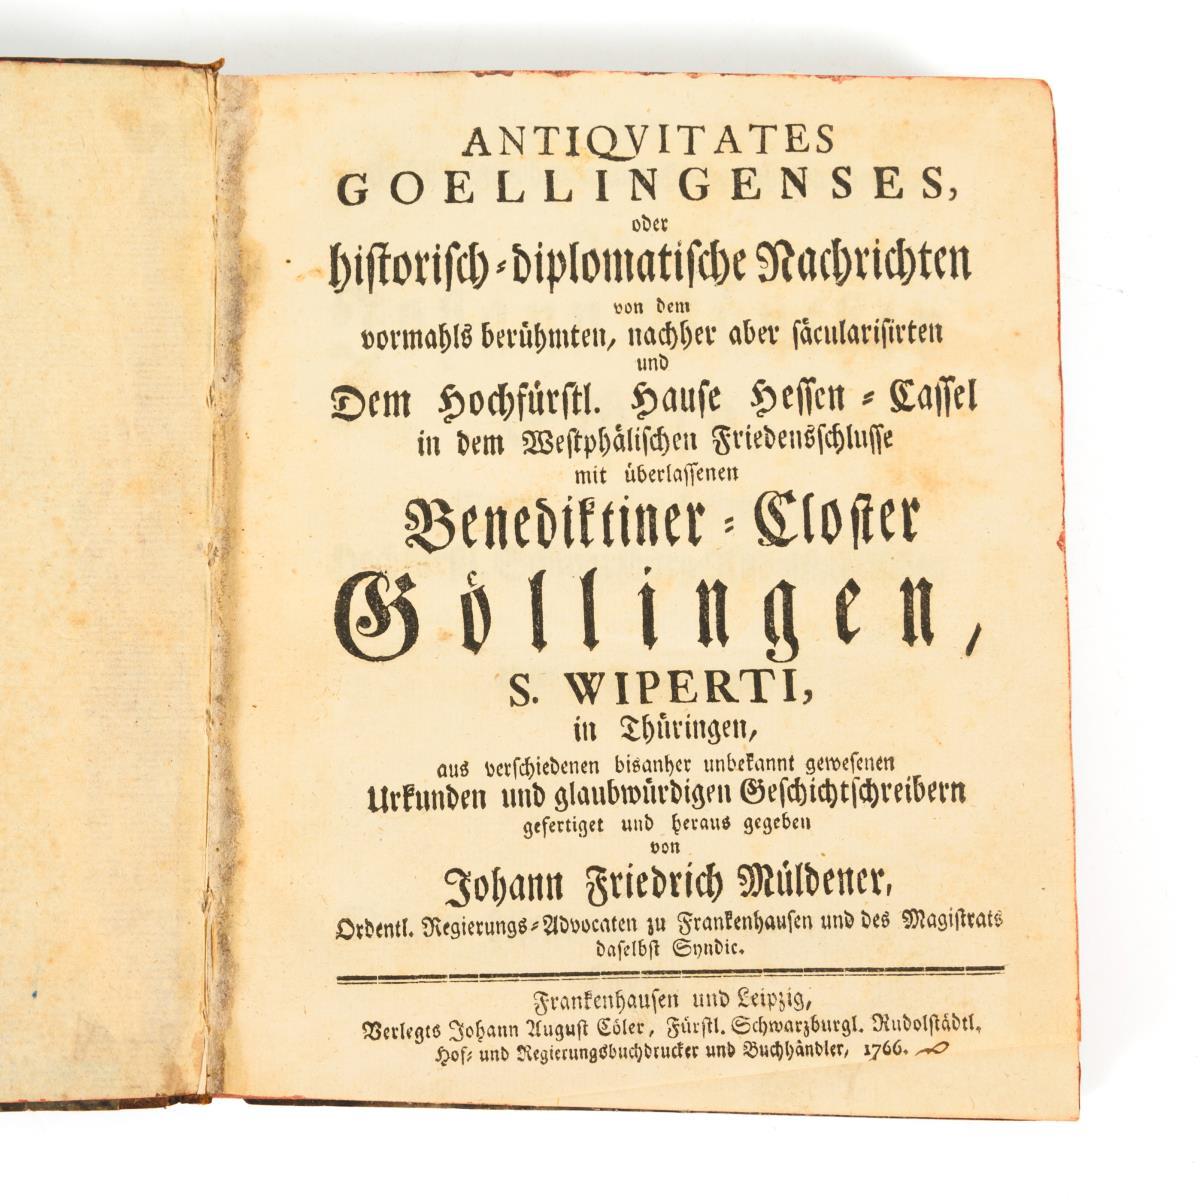 ANTIQVITATES
GOELLINGENSES,
oder
historisch-diplomatische Nachrichten
von dem
vormahls berühmten, nachher aber säcularisirten
und
Dem Hochfürstl. Hause Hessen-Cassel
in dem Westphälischen Friedensschlusse
mit überlassenen
Benediktiner-Closter
Göllingen,
S. WIPERTI,
in Thüringen,
aus verschiedenen bisanher unbekannt gewesenen
Urkunden und glaubwürdigen Geschichtschreibern
gefertiget und heraus gegeben
von
Johann Friedrich Müldener,
Ordentl. Regierungs-Advocaten zu Frankenhausen und des Magistrats
daselbst Syndic.
Frankenhausen und Leipzig,
Verlegts Johann August Cöler, Fürstl. Schwarzburgl. Rudolstädtl.
Hof- und Regierungsbuchdrucker und Buchhändler, 1766.